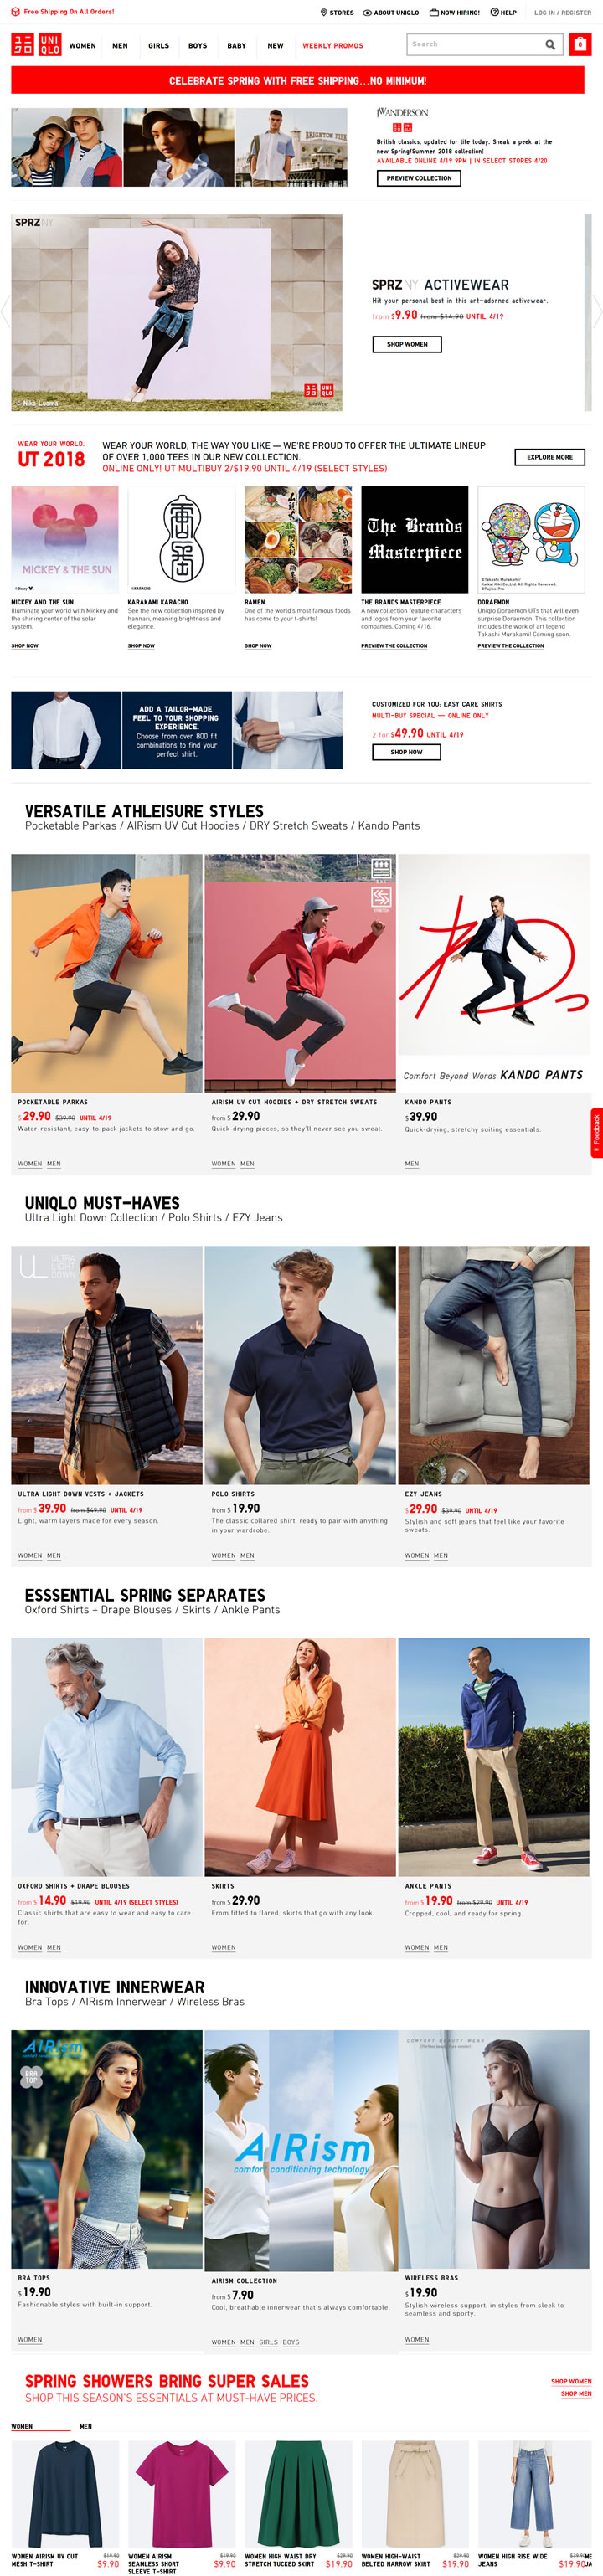 Free Shipping On All Orders!
STORES
ABOUT UNIQLO
NOW HIRING!
HELP
LOG IN / REGISTER
ユニ
クロ
UNI
QLO
WOMEN
MEN
GIRLS
BOYS
BABY
NEW
WEEKLY PROMOS
Search
0
CELEBRATE SPRING WITH FREE SHIPPING...NO MINIMUM!
JWANDERSON
British classics, updated for life today. Sneak a peek at the
new Spring/Summer 2018 collection!
AVAILABLE ONLINE 4/19 9PM | IN SELECT STORES 4/20
PREVIEW COLLECTION
BRIGHTON PIER
SPRZ NY
© Niko Luoma
SPRZ NY ACTIVEWEAR
Hit your personal best in this art-adorned activewear.
from $9.90 from $14.90 UNTIL 4/19
SHOP WOMEN
WEAR YOUR WORLD.
UT 2018
WEAR YOUR WORLD, THE WAY YOU LIKE — WE'RE PROUD TO OFFER THE ULTIMATE LINEUP
OF OVER 1,000 TEES IN OUR NEW COLLECTION.
ONLINE ONLY! UT MULTIBUY 2/$19.90 UNTIL 4/19 (SELECT STYLES)
EXPLORE MORE
MICKEY & THE SUN
©Disney
©KARACHO
The Brands
Masterpiece
MICKEY AND THE SUN
Illuminate your world with Mickey and
the shining center of the solar
system.
SHOP NOW
KARAKAMI KARACHO
See the new collection inspired by
hannari, meaning brightness and
elegance.
SHOP NOW
RAMEN
One of the world's most famous foods
has come to your t-shirts!
SHOP NOW
THE BRANDS MASTERPIECE
A new collection feature characters
and logos from your favorite
companies. Coming 4/16.
PREVIEW THE COLLECTION
DORAEMON
Uniqlo Doraemon UTs that will even
surprise Doraemon. This collection
includes the work of art legend
Takashi Murakami! Coming soon.
PREVIEW THE COLLECTION
ADD A TAILOR-MADE
FEEL TO YOUR SHOPPING
EXPERIENCE.
Choose from over 800 fit
combinations to find your
perfect shirt.
CUSTOMIZED FOR YOU: EASY CARE SHIRTS
MULTI-BUY SPECIAL — ONLINE ONLY
2 for $49.90 UNTIL 4/19
SHOP NOW
VERSATILE ATHLEISURE STYLES
Pocketable Parkas / AIRism UV Cut Hoodies / DRY Stretch Sweats / Kando Pants
STRETCH
Comfort Beyond Words KANDO PANTS
POCKETABLE PARKAS
$29.90 $39.90 UNTIL 4/19
Water-resistant, easy-to-pack jackets to stow and go.
WOMEN MEN
AIRISM UV CUT HOODIES + DRY STRETCH SWEATS
from $29.90
Quick-drying pieces, so they'll never see you sweat.
WOMEN MEN
KANDO PANTS
$39.90
Quick-drying, stretchy suiting essentials.
MEN
Feedback
UNIQLO MUST-HAVES
Ultra Light Down Collection / Polo Shirts / EZY Jeans
ULTRA
LIGHT
DOWN
ULTRA LIGHT DOWN VESTS + JACKETS
from $39.90 from $49.90 UNTIL 4/19
Light, warm layers made for every season.
WOMEN MEN
POLO SHIRTS
from $19.90
The classic collared shirt, ready to pair with anything
in your wardrobe.
WOMEN MEN
EZY JEANS
$29.90 $39.90 UNTIL 4/19
Stylish and soft jeans that feel like your favorite
sweats.
WOMEN MEN
ESSSENTIAL SPRING SEPARATES
Oxford Shirts + Drape Blouses / Skirts / Ankle Pants
OXFORD SHIRTS + DRAPE BLOUSES
from $14.90 $19.90 UNTIL 4/19 (SELECT STYLES)
Classic shirts that are easy to wear and easy to care
for.
WOMEN MEN
SKIRTS
from $29.90
From fitted to flared, skirts that go with any look.
WOMEN
ANKLE PANTS
from $19.90 from $29.90 UNTIL 4/19
Cropped, cool, and ready for spring.
WOMEN MEN
INNOVATIVE INNERWEAR
Bra Tops / AIRism Innerwear / Wireless Bras
AIRism
BRA
TOP
AIRism
comfort conditioning technology
COMFORT BEAUTY WEAR
BRA TOPS
$19.90
Fashionable styles with built-in support.
WOMEN
AIRISM COLLECTION
from $7.90
Cool, breathable innerwear that's always comfortable.
WOMEN MEN GIRLS BOYS
WIRELESS BRAS
$19.90
Stylish wireless support, in styles from sleek to
seamless and sporty.
WOMEN
SPRING SHOWERS BRING SUPER SALES
SHOP THIS SEASON'S ESSENTIALS AT MUST-HAVE PRICES.
SHOP WOMEN
SHOP MEN
WOMEN
MEN
WOMEN AIRISM UV CUT
MESH T-SHIRT
$9.90
WOMEN AIRISM
SEAMLESS SHORT
SLEEVE T-SHIRT
$9.90
WOMEN HIGH WAIST DRY
STRETCH TUCKED SKIRT
$19.90
WOMEN HIGH-WAIST
BELTED NARROW SKIRT
$19.90
WOMEN HIGH RISE WIDE
JEANS
$19.90